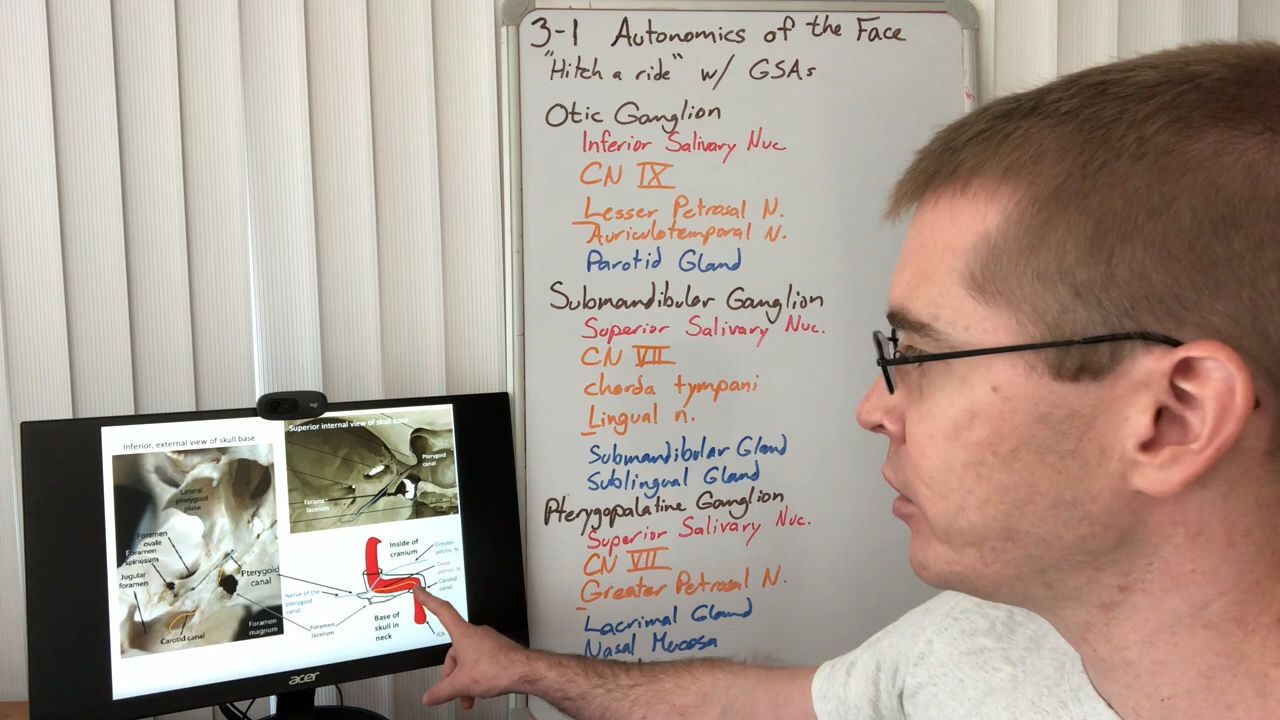 3-1 Autonomics of the Face
"Hitch a ride" w/ GSAs
Otic Ganglion
Inferior Salivary Nuc
CN IX
Lesser Petrosal N.
Auriculotemporal N.
Parotid Gland
Submandibular Ganglion
Superior Salivary Nuc.
CN VII
chorda tympani
Lingual n.
Submandibular Gland
Sublingual Gland
Pterygopalatine Ganglion
Superior Salivary Nuc.
CN VII
Greater Petrosal N.
Lacrimal Gland
Nasal Mucosa
Inferior, external view of skull base
Lateral
pterygoid
plate
Foramen
ovale
Foramen
spinosum
Jugular
foramen
Pterygoid
canal
Carotid canal
Foramen
magnum
Superior internal view of skull base
Pterygoid
canal
lacerum
Inside of
cranium
Greater
petros. N.
Deep
petros. N.
Carotid
canal
Nerve of the
pterygoid
canal
Foramen
lacerum
Base of
skull in
neck
ICA
acer
logi